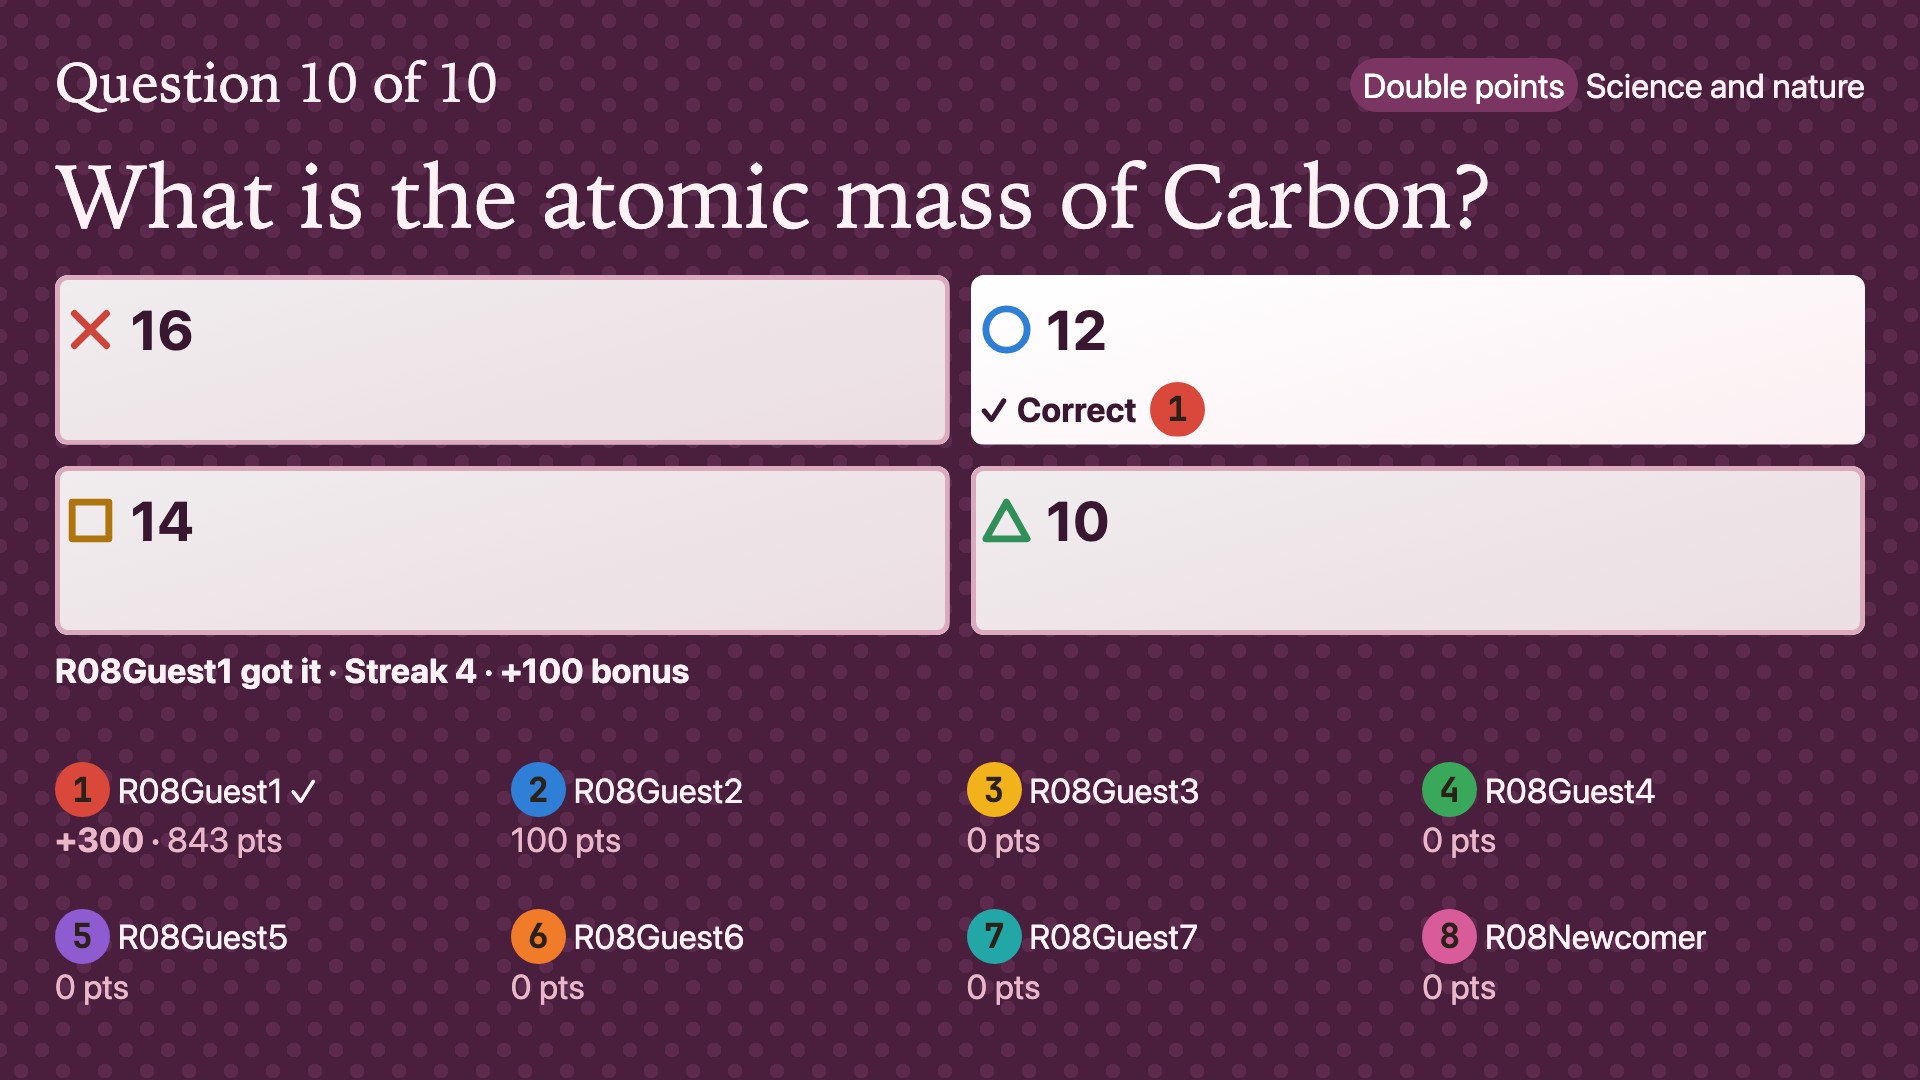 Question 10 of 10
Double points Science and nature
What is the atomic mass of Carbon?
16
12
✓ Correct 1
14
10
R08Guest1 got it · Streak 4 · +100 bonus
1 R08Guest1 ✓
+300 · 843 pts
2 R08Guest2
100 pts
3 R08Guest3
0 pts
4 R08Guest4
0 pts
5 R08Guest5
0 pts
6 R08Guest6
0 pts
7 R08Guest7
0 pts
8 R08Newcomer
0 pts